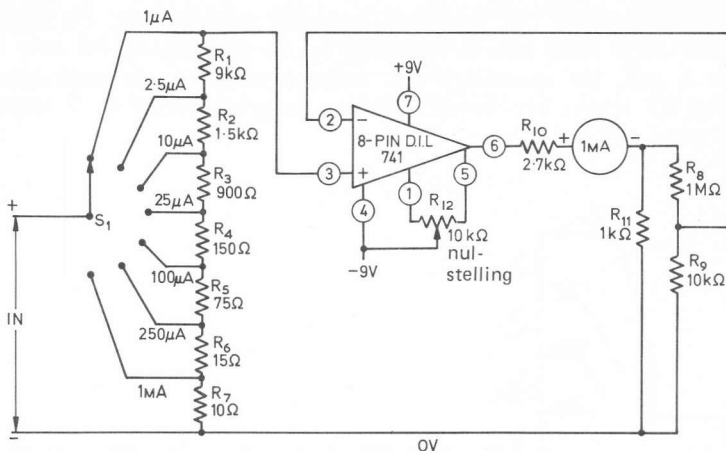 1μA
R1
9kΩ
2·5μA
R2
1·5kΩ
10μA
R3
900Ω
25μA
R4
150Ω
100μA
R5
75Ω
250μA
R6
15Ω
1MA
R7
10Ω
+
S1
IN
-
0V
+9V
7
2
-
8-PIN D.I.L
741
3
+
6
1
5
4
R12
10kΩ
nul-
stelling
-9V
R10
2·7kΩ
+
1MA
-
R8
1MΩ
R11
1kΩ
R9
10kΩ